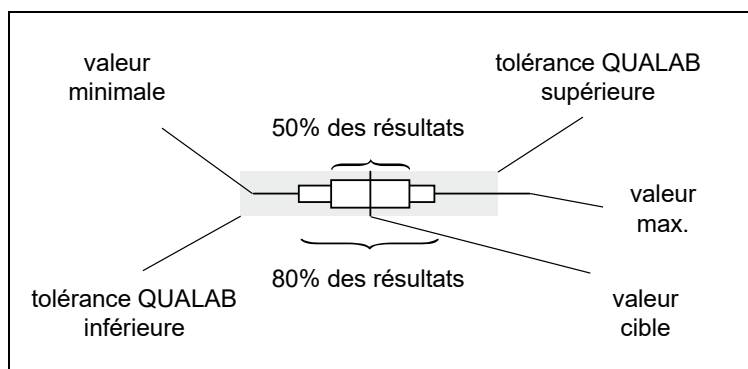 valeur
minimale
tolérance QUALAB
supérieure
50% des résultats
valeur
max.
80% des résultats
tolérance QUALAB
inférieure
valeur
cible